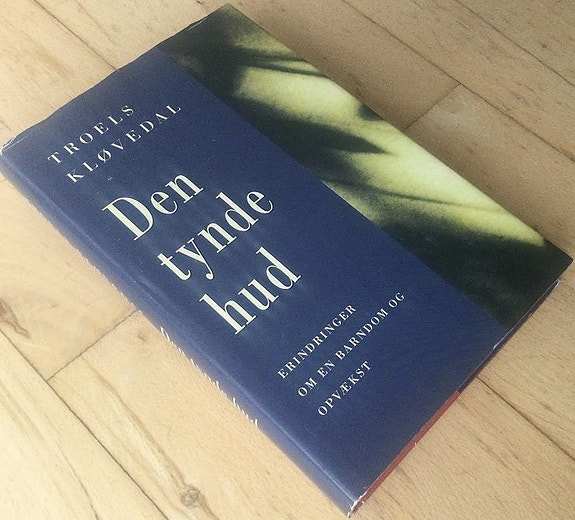 TROELS
KLØVEDAL
Den
tynde
hud
ERINDRINGER
OM EN BARNDOM OG
OPVÆKST